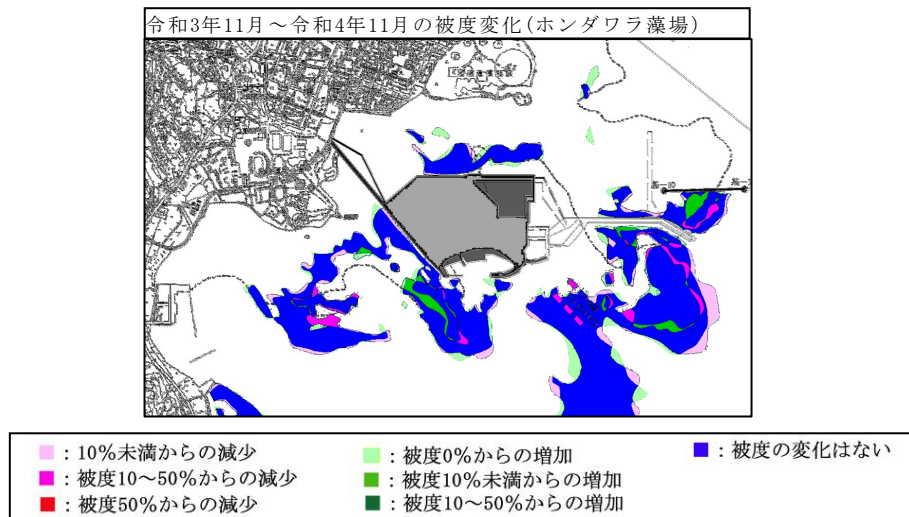 令和3年11月～令和4年11月の被度変化(ホンダワラ藻場)
：10%未満からの減少
：被度10～50%からの減少
：被度50%からの減少
：被度0%からの増加
：被度10%未満からの増加
：被度10～50%からの増加
：被度の変化はない